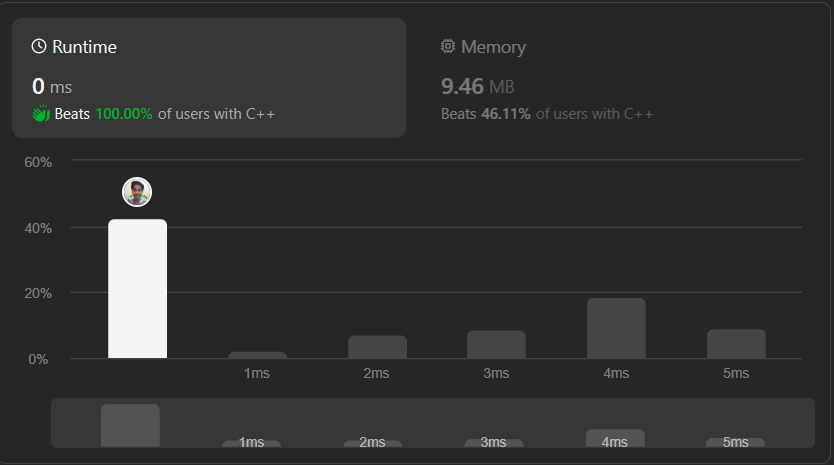 Runtime
0 ms
Beats 100.00% of users with C++
Memory
9.46 MB
Beats 46.11% of users with C++
60%
40%
20%
0%
1ms 2ms 3ms 4ms 5ms
1ms 2ms 3ms 4ms 5ms